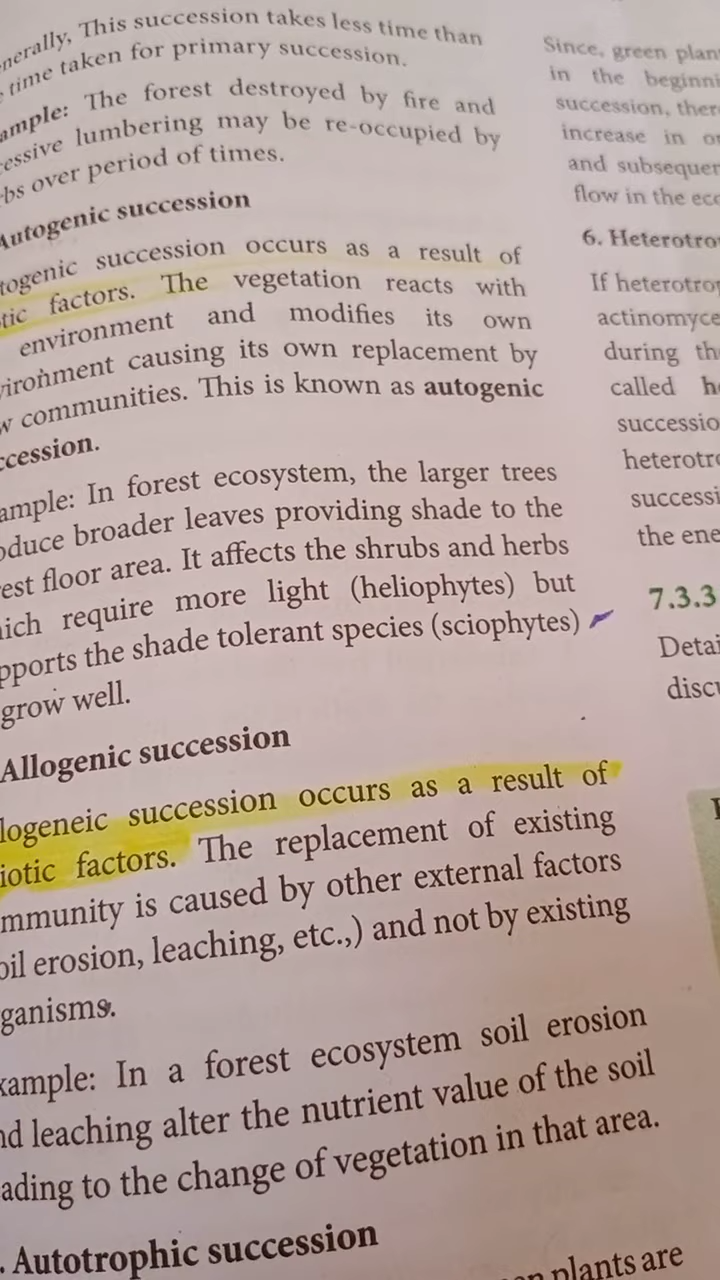 nerally, This succession takes less time than
time taken for primary succession.
ample: The forest destroyed by fire and
cessive lumbering may be re-occupied by
bs over period of times.
Autogenic succession
togenic succession occurs as a result of
tic factors. The vegetation reacts with
environment and modifies its own
vironment causing its own replacement by
w communities. This is known as autogenic
ccession.
ample: In forest ecosystem, the larger trees
oduce broader leaves providing shade to the
est floor area. It affects the shrubs and herbs
ich require more light (heliophytes) but
pports the shade tolerant species (sciophytes)
grow well.
Allogenic succession
logeneic succession occurs as a result of
iotic factors. The replacement of existing
mmunity is caused by other external factors
oil erosion, leaching, etc.,) and not by existing
ganisms.
xample: In a forest ecosystem soil erosion
nd leaching alter the nutrient value of the soil
ading to the change of vegetation in that area.
. Autotrophic succession
plants are
Since, green plan
in the beginni
succession, ther
increase in or
and subsequen
flow in the eco
6. Heterotro
If heterotrop
actinomyce
during th
called he
successio
heterotro
successi
the ene
7.3.3
Detai
discu